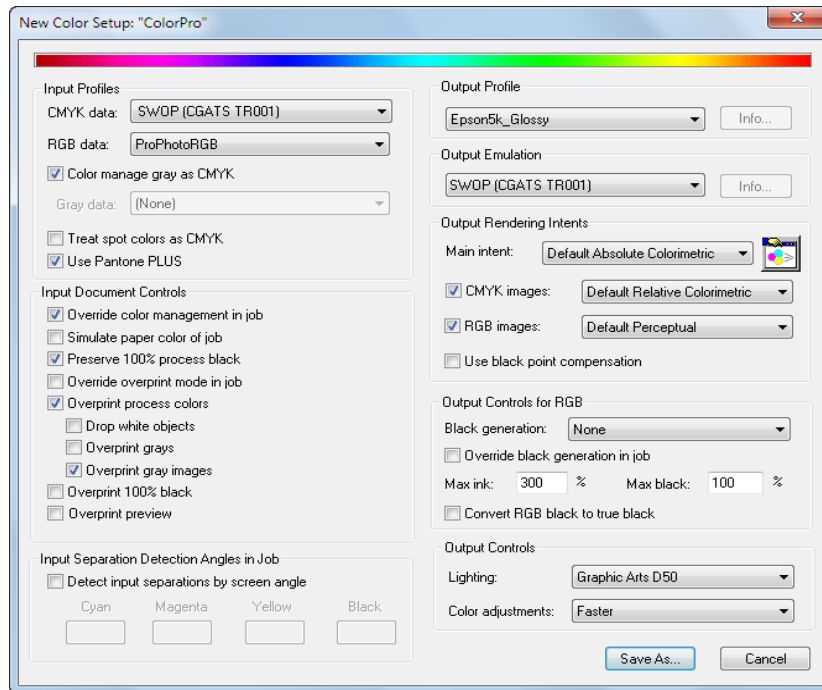 New Color Setup: "ColorPro"
Input Profiles
CMYK data: SWOP (CGATS TR001)
RGB data: ProPhotoRGB
Color manage gray as CMYK
Gray data: (None)
Treat spot colors as CMYK
Use Pantone PLUS
Input Document Controls
Override color management in job
Simulate paper color of job
Preserve 100% process black
Override overprint mode in job
Overprint process colors
Drop white objects
Overprint grays
Overprint gray images
Overprint 100% black
Overprint preview
Input Separation Detection Angles in Job
Detect input separations by screen angle
Cyan Magenta Yellow Black
Output Profile
Epson5k_Glossy Info...
Output Emulation
SWOP (CGATS TR001) Info...
Output Rendering Intents
Main intent: Default Absolute Colorimetric
CMYK images: Default Relative Colorimetric
RGB images: Default Perceptual
Use black point compensation
Output Controls for RGB
Black generation: None
Override black generation in job
Max ink: 300 % Max black: 100 %
Convert RGB black to true black
Output Controls
Lighting: Graphic Arts D50
Color adjustments: Faster
Save As... Cancel